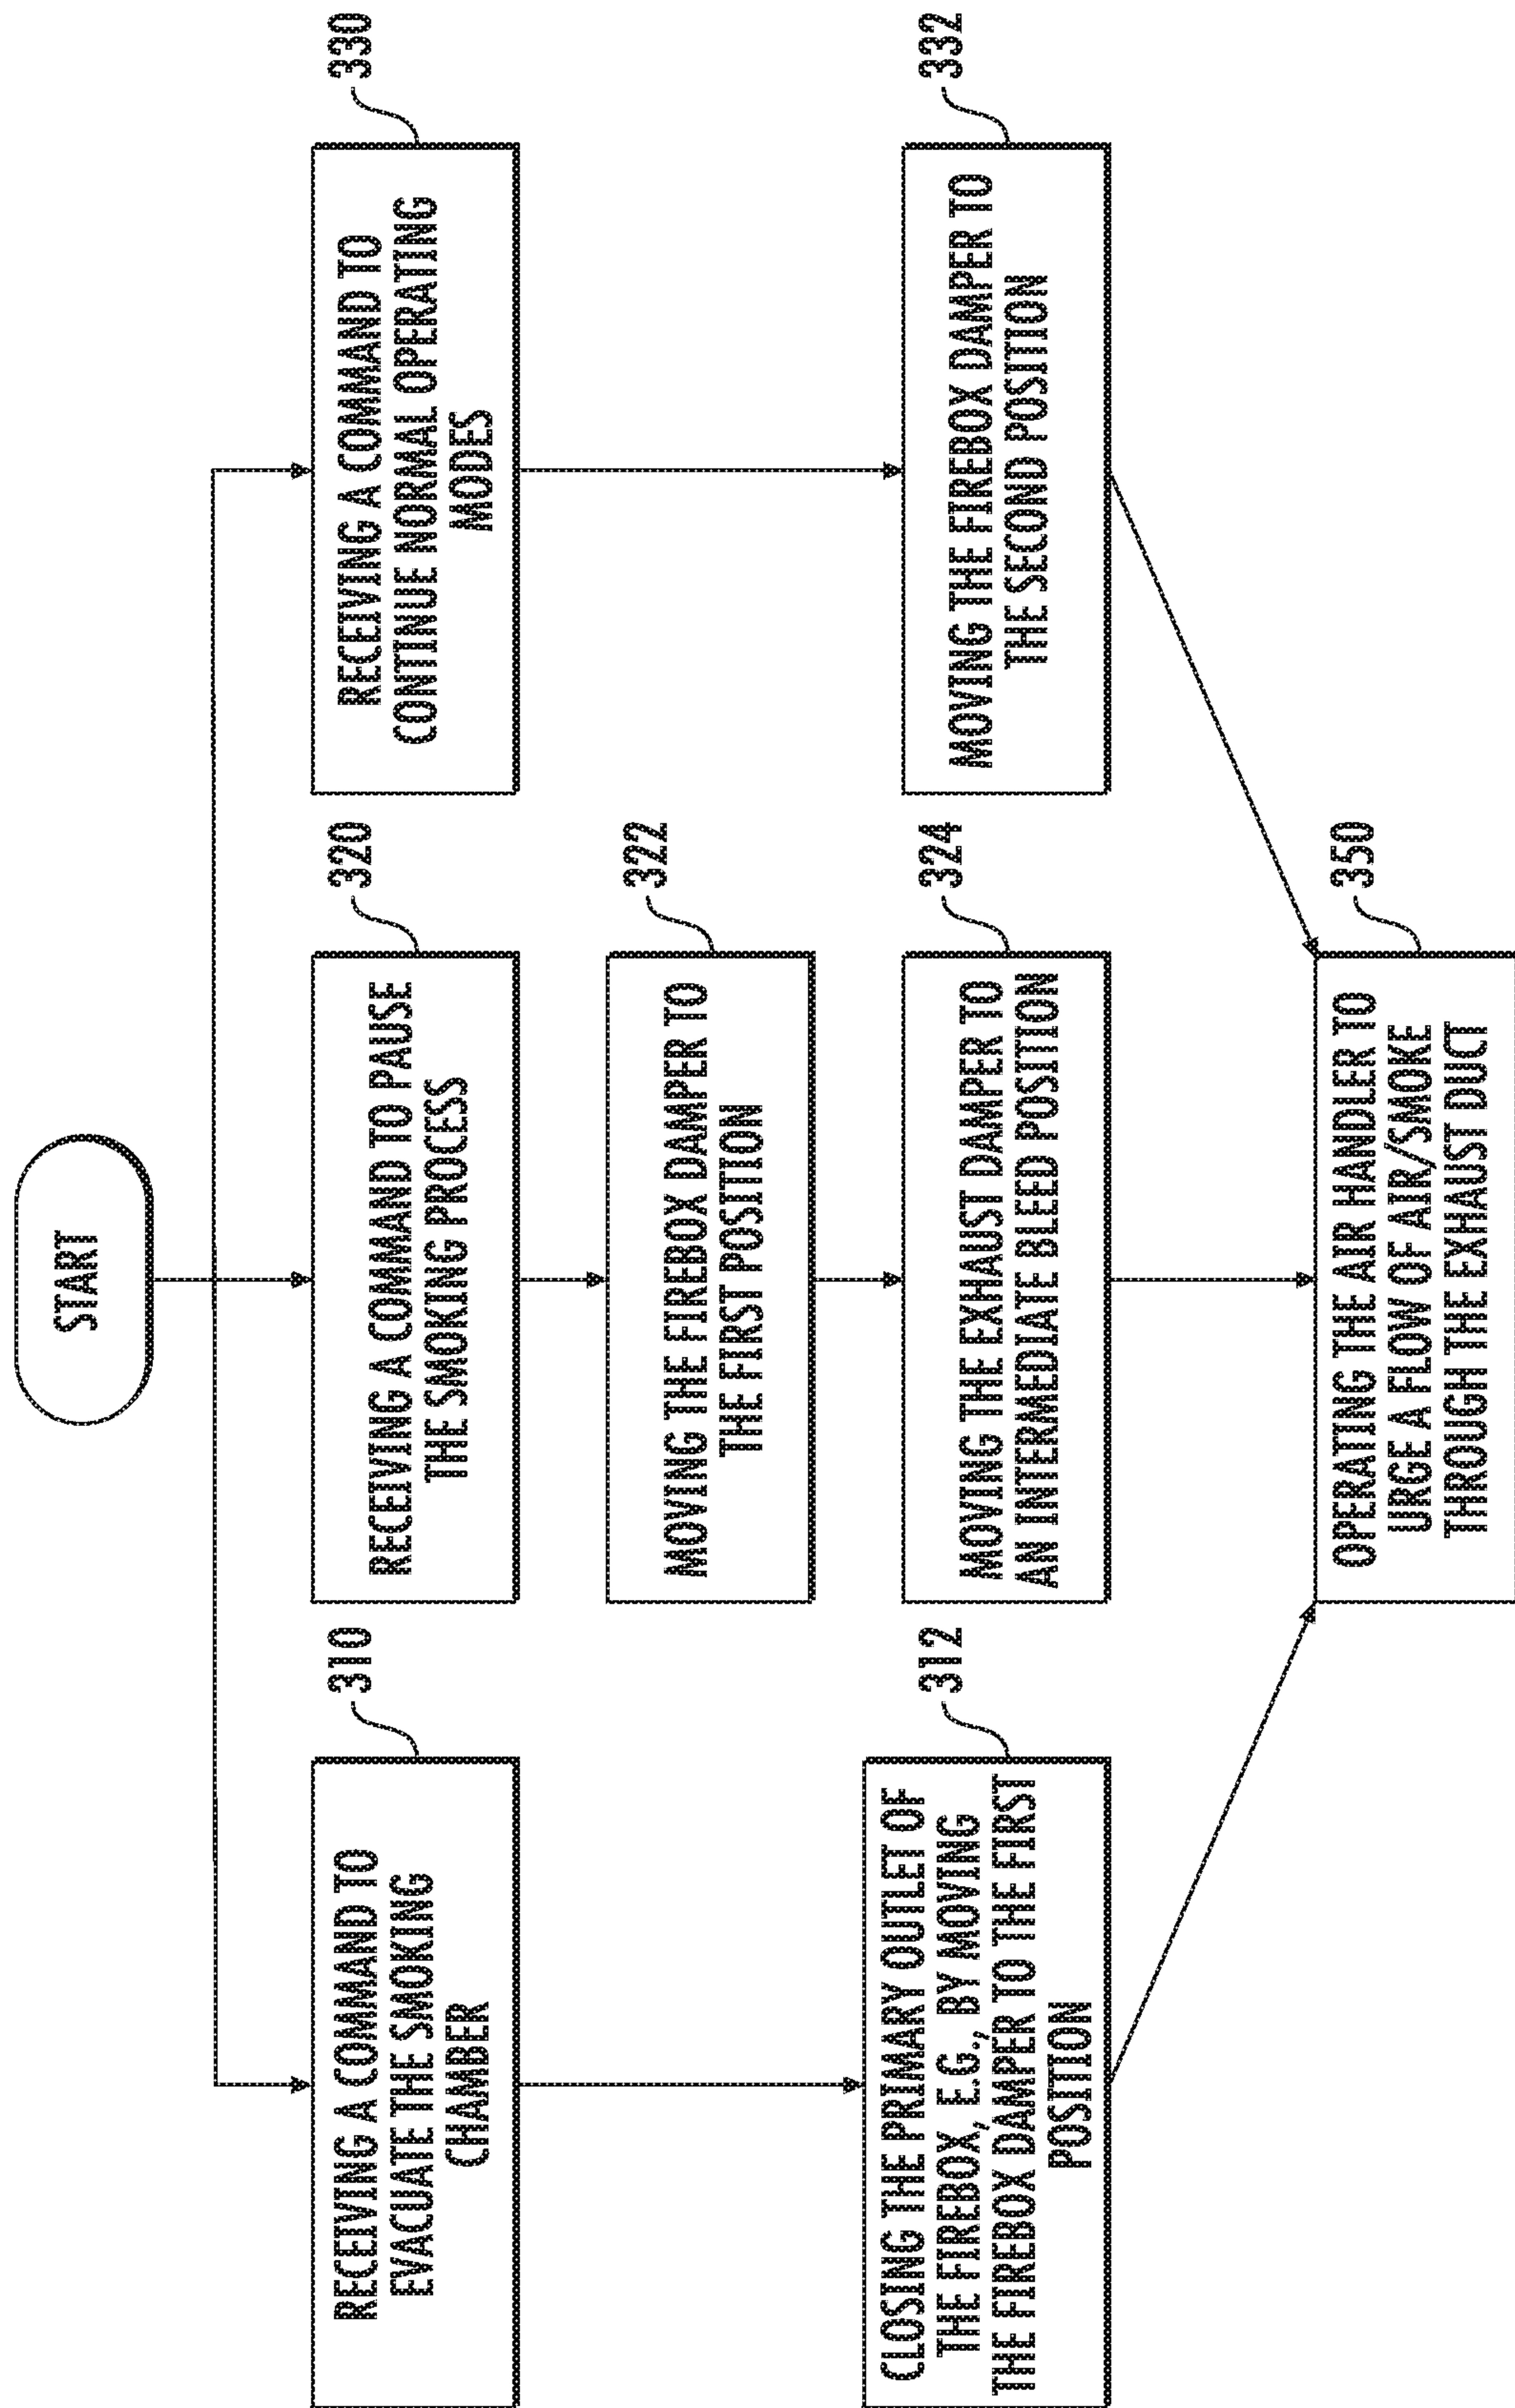 START
310
RECEIVING A COMMAND TO
EVACUATE THE SMOKING
CHAMBER
320
RECEIVING A COMMAND TO PAUSE
THE SMOKING PROCESS
330
RECEIVING A COMMAND TO
CONTINUE NORMAL OPERATING
MODES
322
MOVING THE FIREBOX DAMPER TO
THE FIRST POSITION
312
CLOSING THE PRIMARY OUTLET OF
THE FIREBOX, E.G., BY MOVING
THE FIREBOX DAMPER TO THE FIRST
POSITION
324
MOVING THE EXHAUST DAMPER TO
AN INTERMEDIATE BLEED POSITION
332
MOVING THE FIREBOX DAMPER TO
THE SECOND POSITION
350
OPERATING THE AIR HANDLER TO
URGE A FLOW OF AIR/SMOKE
THROUGH THE EXHAUST DUCT